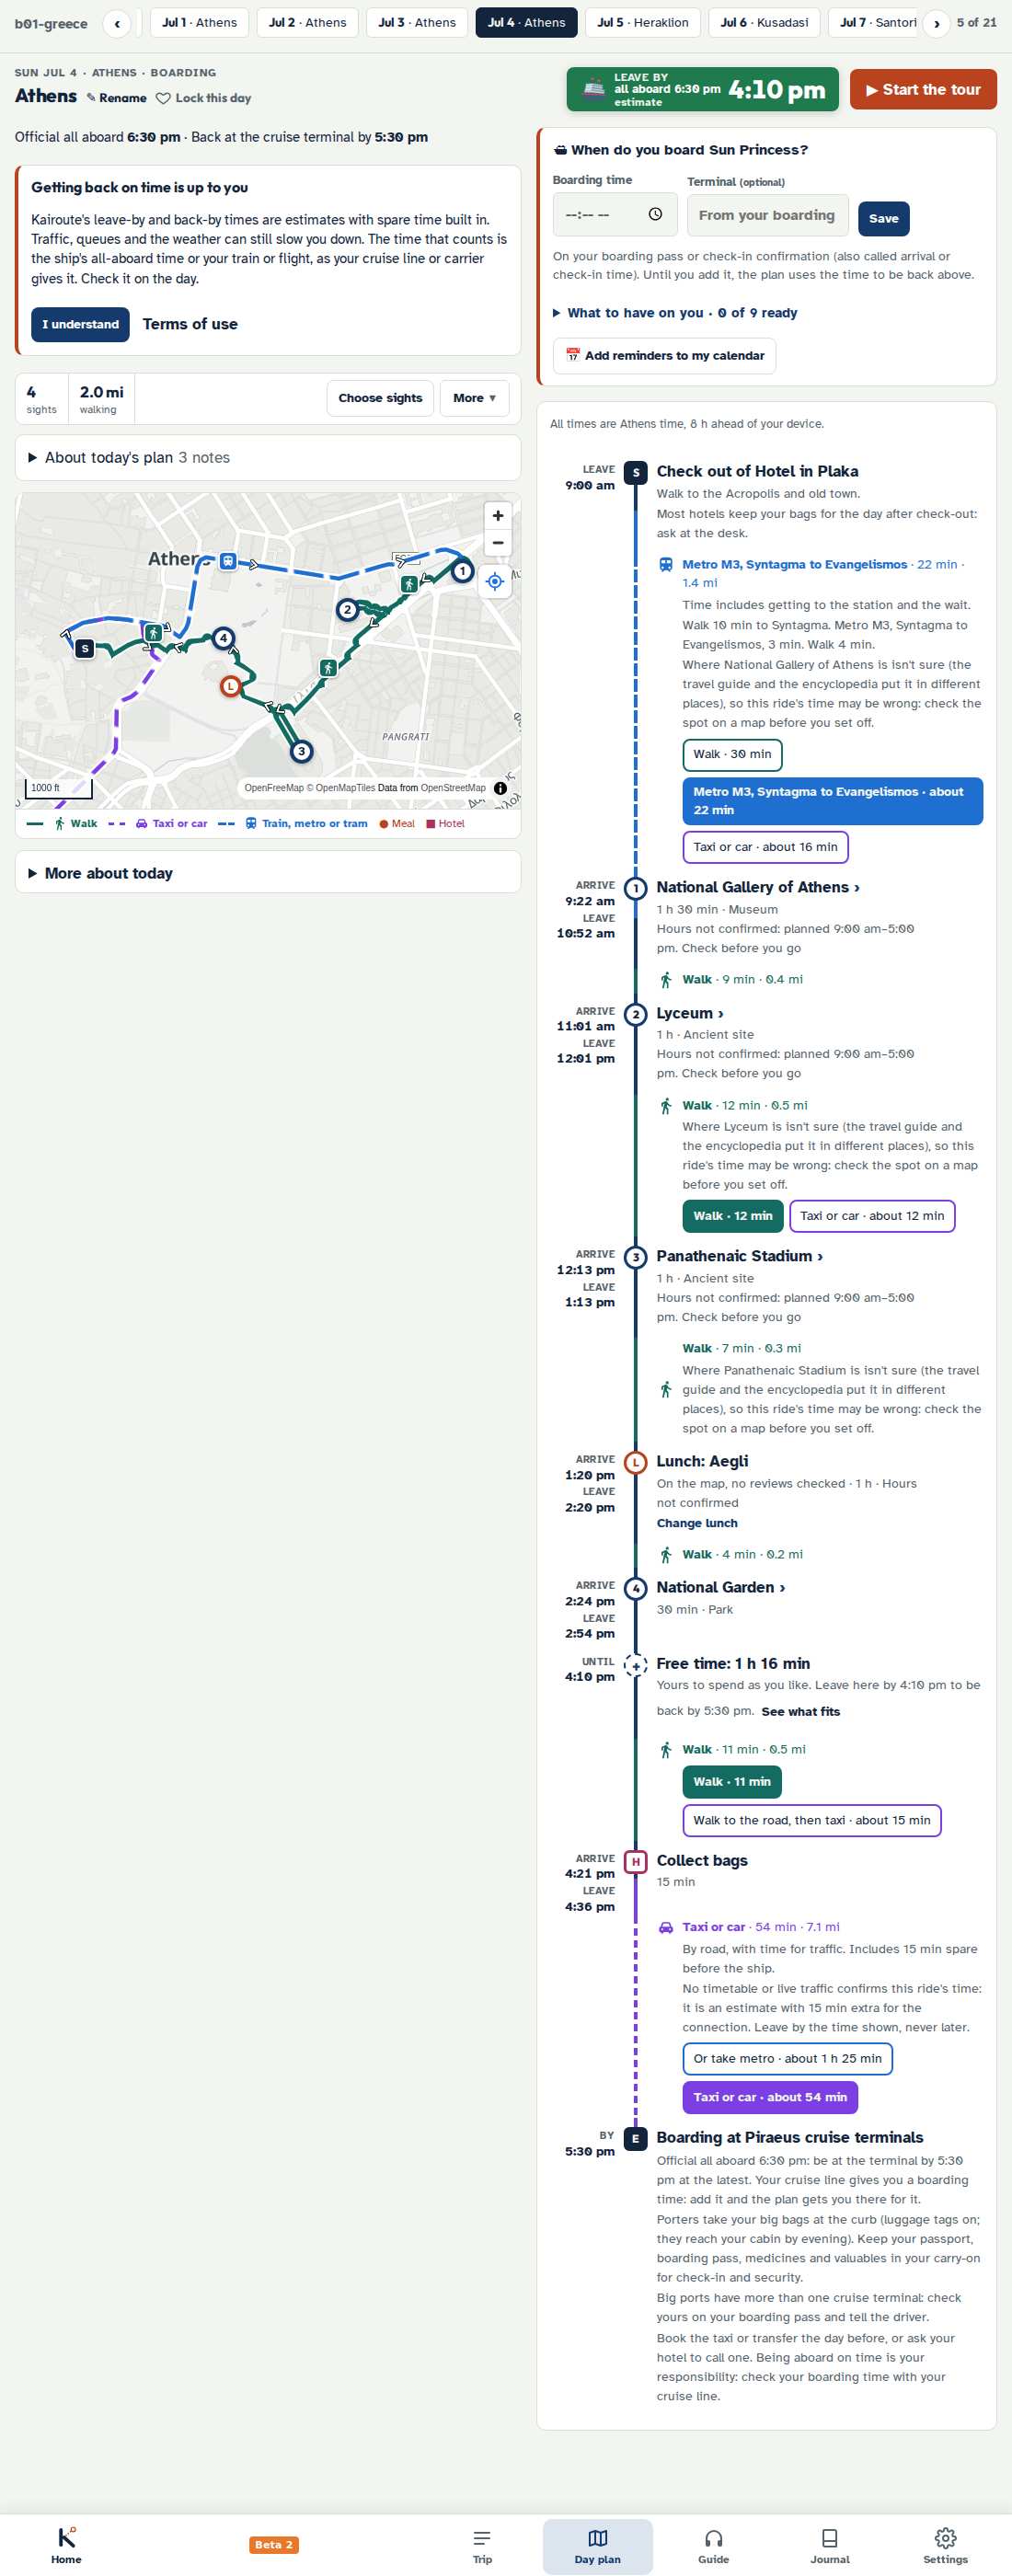 b01-greece
‹
Jul 1 · Athens
Jul 2 · Athens
Jul 3 · Athens
Jul 4 · Athens
Jul 5 · Heraklion
Jul 6 · Kusadasi
Jul 7 · Santori
›
5 of 21
SUN JUL 4 · ATHENS · BOARDING
Athens ✎ Rename Lock this day
LEAVE BY
all aboard 6:30 pm
estimate
4:10 pm
▶ Start the tour
Official all aboard 6:30 pm · Back at the cruise terminal by 5:30 pm
Getting back on time is up to you
Kairoute's leave-by and back-by times are estimates with spare time built in.
Traffic, queues and the weather can still slow you down. The time that counts is
the ship's all-aboard time or your train or flight, as your cruise line or carrier
gives it. Check it on the day.
I understand
Terms of use
4
sights
2.0 mi
walking
Choose sights
More ▼
▶ About today's plan 3 notes
Athens
+
−
1
2
S
4
L
3
PANGRATI
1000 ft
OpenFreeMap © OpenMapTiles Data from OpenStreetMap
Walk
Taxi or car
Train, metro or tram
Meal
Hotel
▶ More about today
When do you board Sun Princess?
Boarding time
Terminal (optional)
--:-- --
From your boarding
Save
On your boarding pass or check-in confirmation (also called arrival or
check-in time). Until you add it, the plan uses the time to be back above.
▶ What to have on you · 0 of 9 ready
Add reminders to my calendar
All times are Athens time, 8 h ahead of your device.
LEAVE
9:00 am
S
Check out of Hotel in Plaka
Walk to the Acropolis and old town.
Most hotels keep your bags for the day after check-out:
ask at the desk.
Metro M3, Syntagma to Evangelismos · 22 min ·
1.4 mi
Time includes getting to the station and the wait.
Walk 10 min to Syntagma. Metro M3, Syntagma to
Evangelismos, 3 min. Walk 4 min.
Where National Gallery of Athens is isn't sure (the
travel guide and the encyclopedia put it in different
places), so this ride's time may be wrong: check the
spot on a map before you set off.
Walk · 30 min
Metro M3, Syntagma to Evangelismos · about
22 min
Taxi or car · about 16 min
ARRIVE
9:22 am
LEAVE
10:52 am
1
National Gallery of Athens ›
1 h 30 min · Museum
Hours not confirmed: planned 9:00 am–5:00
pm. Check before you go
Walk · 9 min · 0.4 mi
ARRIVE
11:01 am
LEAVE
12:01 pm
2
Lyceum ›
1 h · Ancient site
Hours not confirmed: planned 9:00 am–5:00
pm. Check before you go
Walk · 12 min · 0.5 mi
Where Lyceum is isn't sure (the travel guide and
the encyclopedia put it in different places), so this
ride's time may be wrong: check the spot on a map
before you set off.
Walk · 12 min
Taxi or car · about 12 min
ARRIVE
12:13 pm
LEAVE
1:13 pm
3
Panathenaic Stadium ›
1 h · Ancient site
Hours not confirmed: planned 9:00 am–5:00
pm. Check before you go
Walk · 7 min · 0.3 mi
Where Panathenaic Stadium is isn't sure (the travel
guide and the encyclopedia put it in different
places), so this ride's time may be wrong: check the
spot on a map before you set off.
ARRIVE
1:20 pm
LEAVE
2:20 pm
L
Lunch: Aegli
On the map, no reviews checked · 1 h · Hours
not confirmed
Change lunch
Walk · 4 min · 0.2 mi
ARRIVE
2:24 pm
LEAVE
2:54 pm
4
National Garden ›
30 min · Park
UNTIL
4:10 pm
+
Free time: 1 h 16 min
Yours to spend as you like. Leave here by 4:10 pm to be
back by 5:30 pm. See what fits
Walk · 11 min · 0.5 mi
Walk · 11 min
Walk to the road, then taxi · about 15 min
ARRIVE
4:21 pm
LEAVE
4:36 pm
H
Collect bags
15 min
Taxi or car · 54 min · 7.1 mi
By road, with time for traffic. Includes 15 min spare
before the ship.
No timetable or live traffic confirms this ride's time:
it is an estimate with 15 min extra for the
connection. Leave by the time shown, never later.
Or take metro · about 1 h 25 min
Taxi or car · about 54 min
BY
5:30 pm
E
Boarding at Piraeus cruise terminals
Official all aboard 6:30 pm: be at the terminal by 5:30
pm at the latest. Your cruise line gives you a boarding
time: add it and the plan gets you there for it.
Porters take your big bags at the curb (luggage tags on;
they reach your cabin by evening). Keep your passport,
boarding pass, medicines and valuables in your carry-on
for check-in and security.
Big ports have more than one cruise terminal: check
yours on your boarding pass and tell the driver.
Book the taxi or transfer the day before, or ask your
hotel to call one. Being aboard on time is your
responsibility: check your boarding time with your
cruise line.
Home
Beta 2
Trip
Day plan
Guide
Journal
Settings